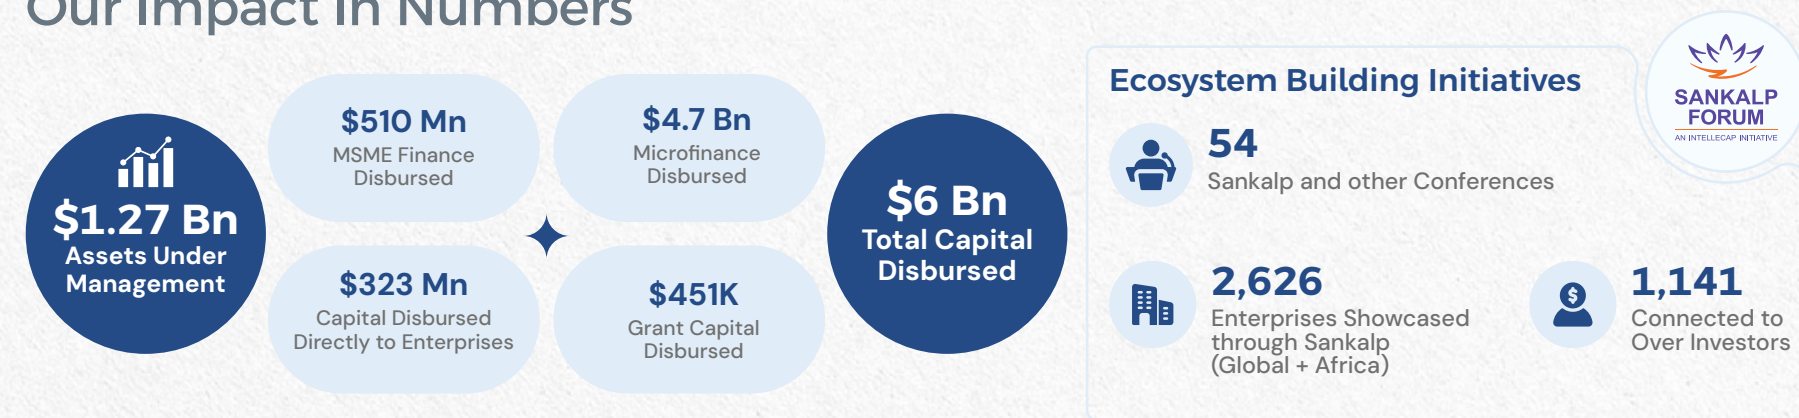 Our Impact In Numbers
$1.27 Bn
Assets Under
Management
$510 Mn
MSME Finance
Disbursed
$4.7 Bn
Microfinance
Disbursed
$323 Mn
Capital Disbursed
Directly to Enterprises
$451K
Grant Capital
Disbursed
$6 Bn
Total Capital
Disbursed
Ecosystem Building Initiatives
SANKALP
FORUM
AN INTELLECAP INITIATIVE
54
Sankalp and other Conferences
2,626
Enterprises Showcased
through Sankalp
(Global + Africa)
1,141
Connected to
Over Investors